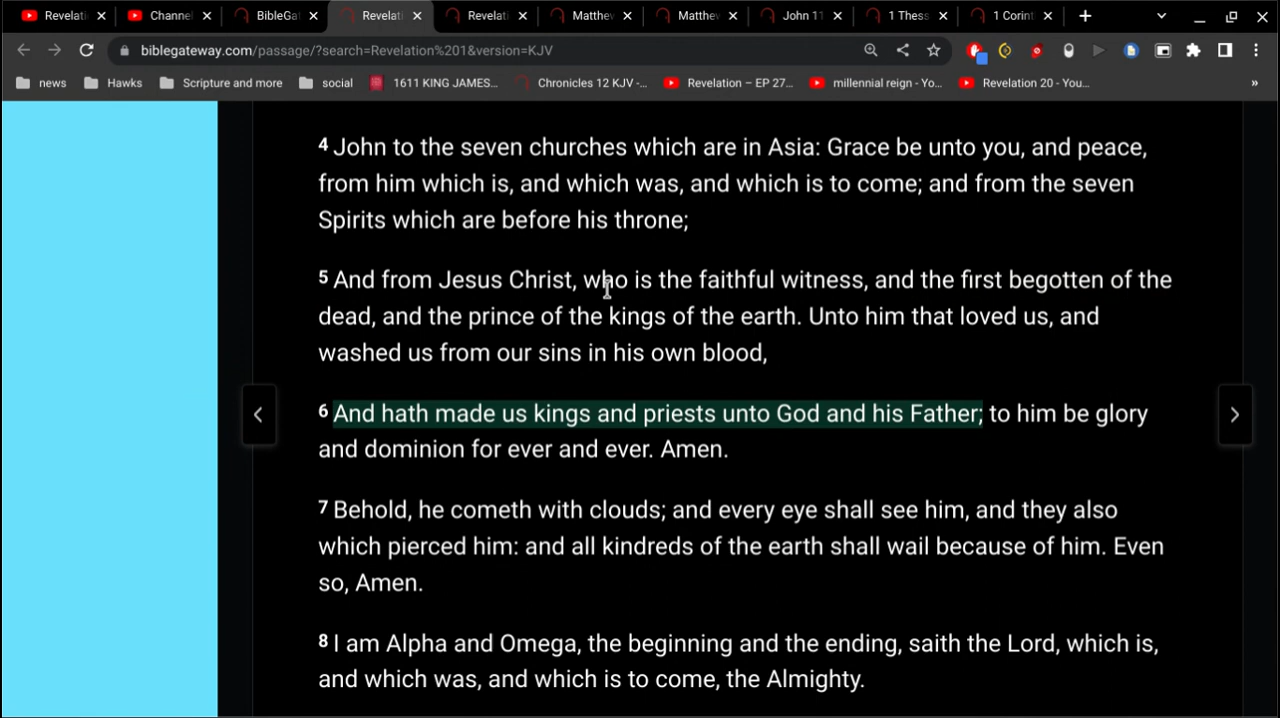 Revelati
Channel
BibleGat
Revelati
Revelati
Matthew
Matthew
John 11
1 Thess
1 Corint
biblegateway.com/passage/?search=Revelation%201&version=KJV
news
Hawks
Scripture and more
social
1611 KING JAMES...
Chronicles 12 KJV -...
Revelation – EP 27...
millennial reign - Yo...
Revelation 20 - You...
»
4 John to the seven churches which are in Asia: Grace be unto you, and peace,
from him which is, and which was, and which is to come; and from the seven
Spirits which are before his throne;
5 And from Jesus Christ, who is the faithful witness, and the first begotten of the
dead, and the prince of the kings of the earth. Unto him that loved us, and
washed us from our sins in his own blood,
6 And hath made us kings and priests unto God and his Father; to him be glory
and dominion for ever and ever. Amen.
7 Behold, he cometh with clouds; and every eye shall see him, and they also
which pierced him: and all kindreds of the earth shall wail because of him. Even
so, Amen.
8 I am Alpha and Omega, the beginning and the ending, saith the Lord, which is,
and which was, and which is to come, the Almighty.